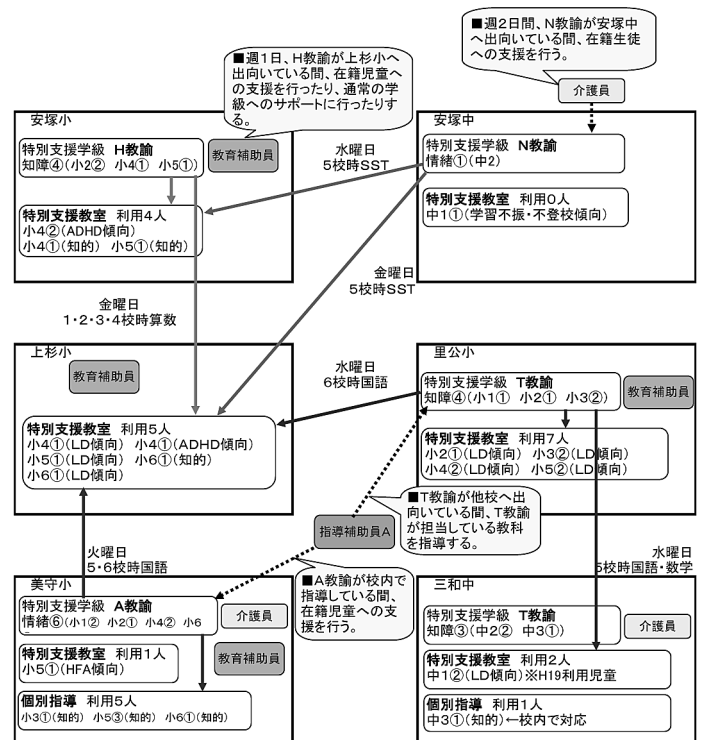 ■週2日間、N教諭が安塚中
へ出向いている間、在籍生徒
への支援を行う。
■週1日、H教諭が上杉小へ
出向いている間、在籍児童へ
の支援を行ったり、通常の学
級へのサポートに行ったりす
る。
介護員
安塚小
特別支援学級 H教諭
知障④(小2② 小4① 小5①)
教育補助員
特別支援教室 利用4人
小4②(ADHD傾向)
小4①(知的) 小5①(知的)
水曜日
5校時SST
安塚中
特別支援学級 N教諭
情緒①(中2)
特別支援教室 利用0人
中1①(学習不振・不登校傾向)
金曜日
5校時SST
金曜日
1・2・3・4校時算数
上杉小
教育補助員
特別支援教室 利用5人
小4①(LD傾向) 小4①(ADHD傾向)
小5①(LD傾向) 小6①(知的)
小6①(LD傾向)
水曜日
6校時国語
里公小
特別支援学級 T教諭
知障④(小1① 小2① 小3②)
教育補助員
特別支援教室 利用7人
小2①(LD傾向) 小3②(LD傾向)
小4②(LD傾向) 小5②(LD傾向)
■T教諭が他校へ出
向いている間、T教諭
が担当している教科
を指導する。
指導補助員A
火曜日
5・6校時国語
■A教諭が校内で
指導している間、
在籍児童への支
援を行う。
水曜日
5校時国語・数学
美守小
特別支援学級 A教諭
情緒⑥(小1② 小2① 小4② 小6
介護員
特別支援教室 利用1人
小5①(HFA傾向)
教育補助員
個別指導 利用5人
小3①(知的) 小5③(知的) 小6①(知的)
三和中
特別支援学級 T教諭
知障③(中2② 中3①)
介護員
特別支援教室 利用2人
中1②(LD傾向)※H19利用児童
個別指導 利用1人
中3①(知的)←校内で対応